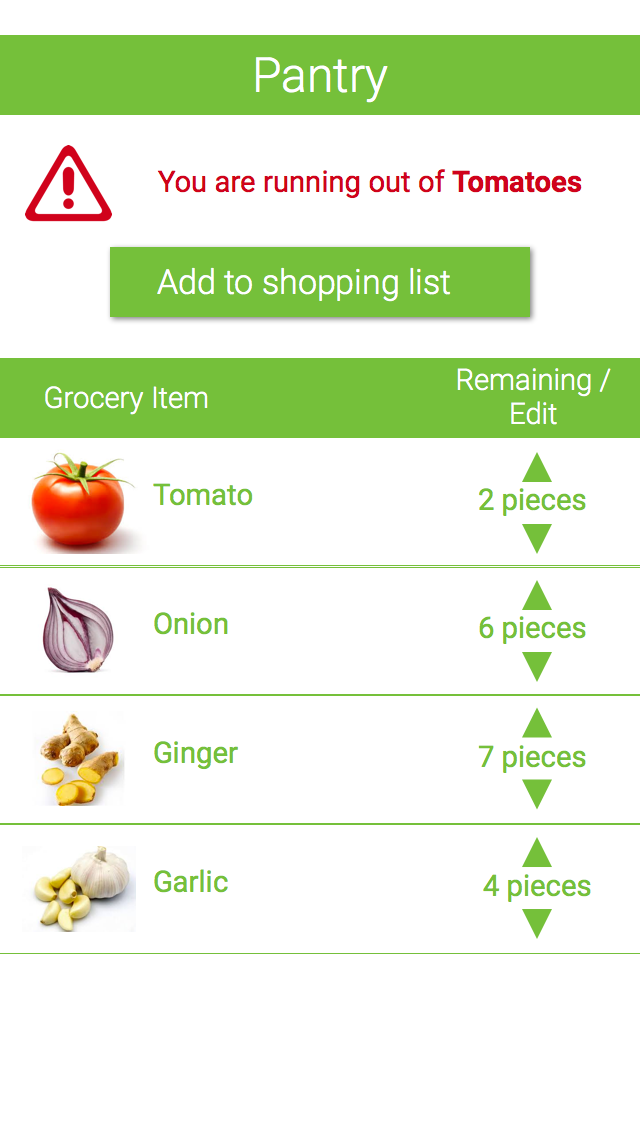 Pantry
You are running out of Tomatoes
Add to shopping list
Grocery Item
Remaining /
Edit
Tomato
2 pieces
Onion
6 pieces
Ginger
7 pieces
Garlic
4 pieces